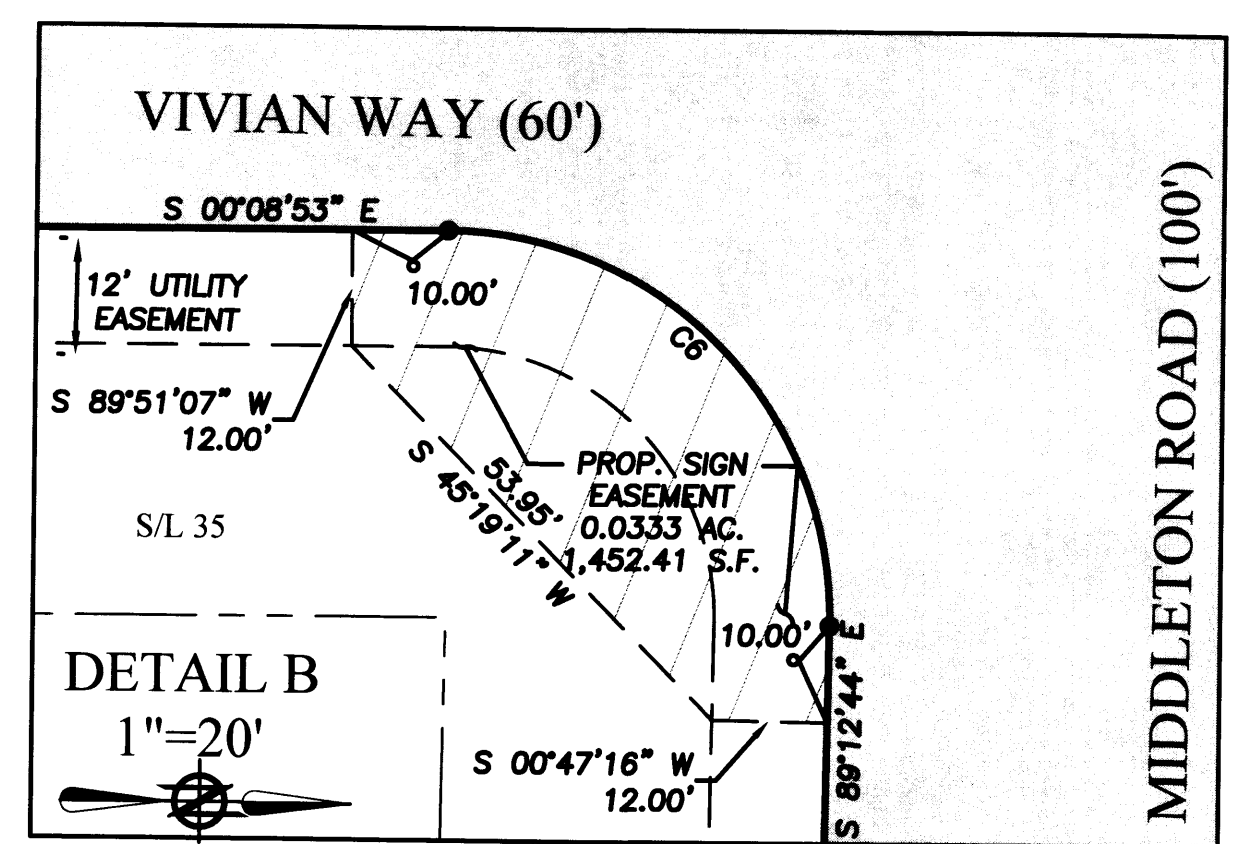 VIVIAN WAY (60')
S 00°08'53" E
12' UTILITY
EASEMENT
10.00'
C6
S 89°51'07" W
12.00'
53.95'
S 45°19'11" W
PROP. SIGN
EASEMENT
0.0333 AC.
1,452.41 S.F.
S/L 35
10.00'
DETAIL B
1"=20'
S 00°47'16" W
12.00'
S 89°12'44" E
MIDDLETON ROAD (100')